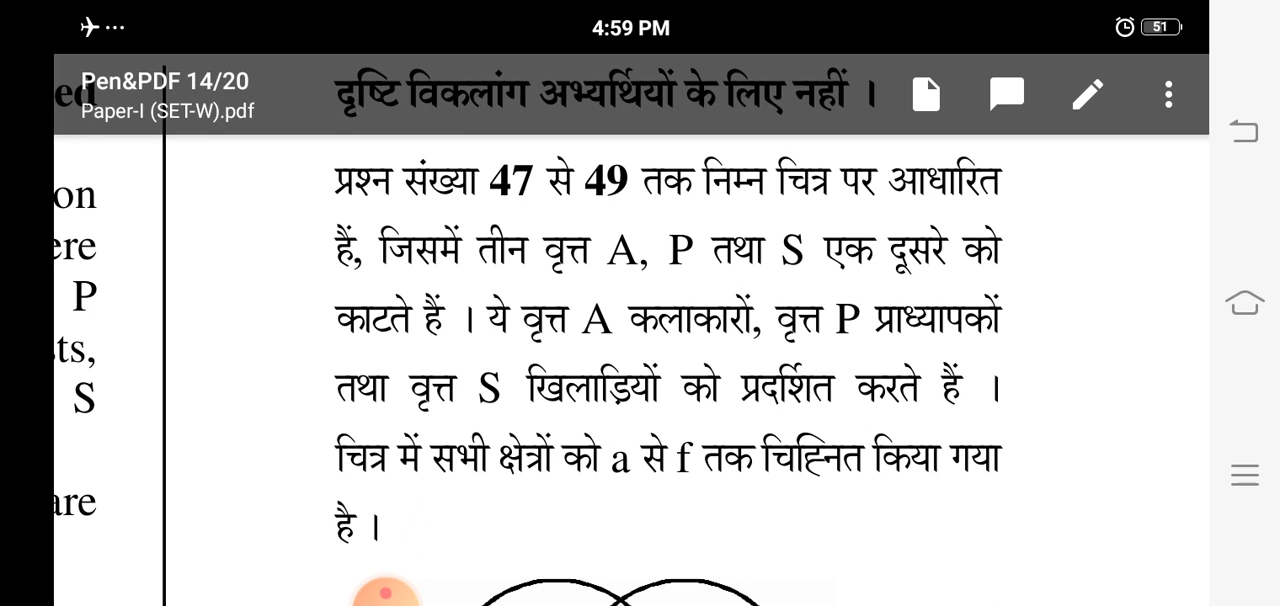 4:59 PM
51
Pen&PDF 14/20
Paper-I (SET-W).pdf
ed
दृष्टि विकलांग अभ्यर्थियों के लिए नहीं ।
on
ere
P
ts,
S
are
प्रश्न संख्या 47 से 49 तक निम्न चित्र पर आधारित
हैं, जिसमें तीन वृत्त A, P तथा S एक दूसरे को
काटते हैं । ये वृत्त A कलाकारों, वृत्त P प्राध्यापकों
तथा वृत्त S खिलाड़ियों को प्रदर्शित करते हैं ।
चित्र में सभी क्षेत्रों को a से f तक चिह्नित किया गया
है ।